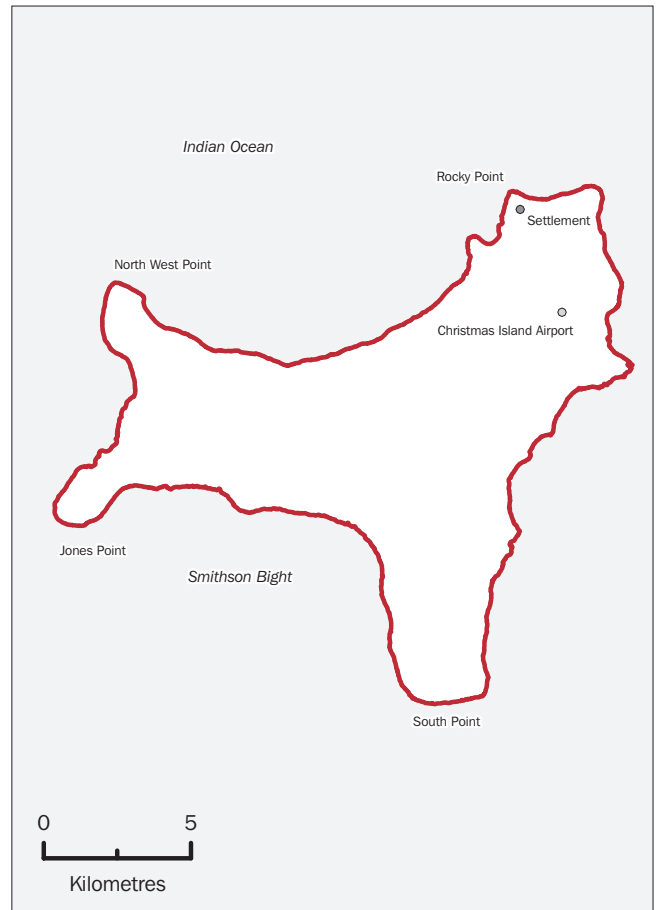 Indian Ocean
Rocky Point
Settlement
North West Point
Christmas Island Airport
Jones Point
Smithson Bight
South Point
0 5
Kilometres